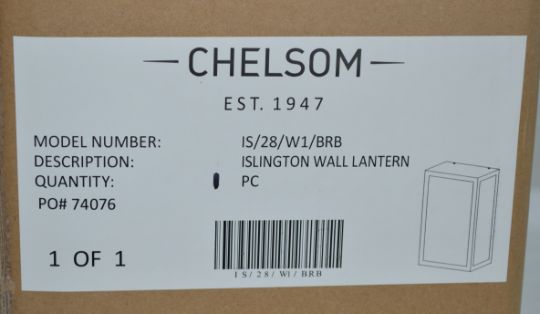 CHELSOM
EST. 1947
MODEL NUMBER: IS/28/W1/BRB
DESCRIPTION: ISLINGTON WALL LANTERN
QUANTITY: 1 PC
PO# 74076
1 OF 1
IS/28/W1/BRB